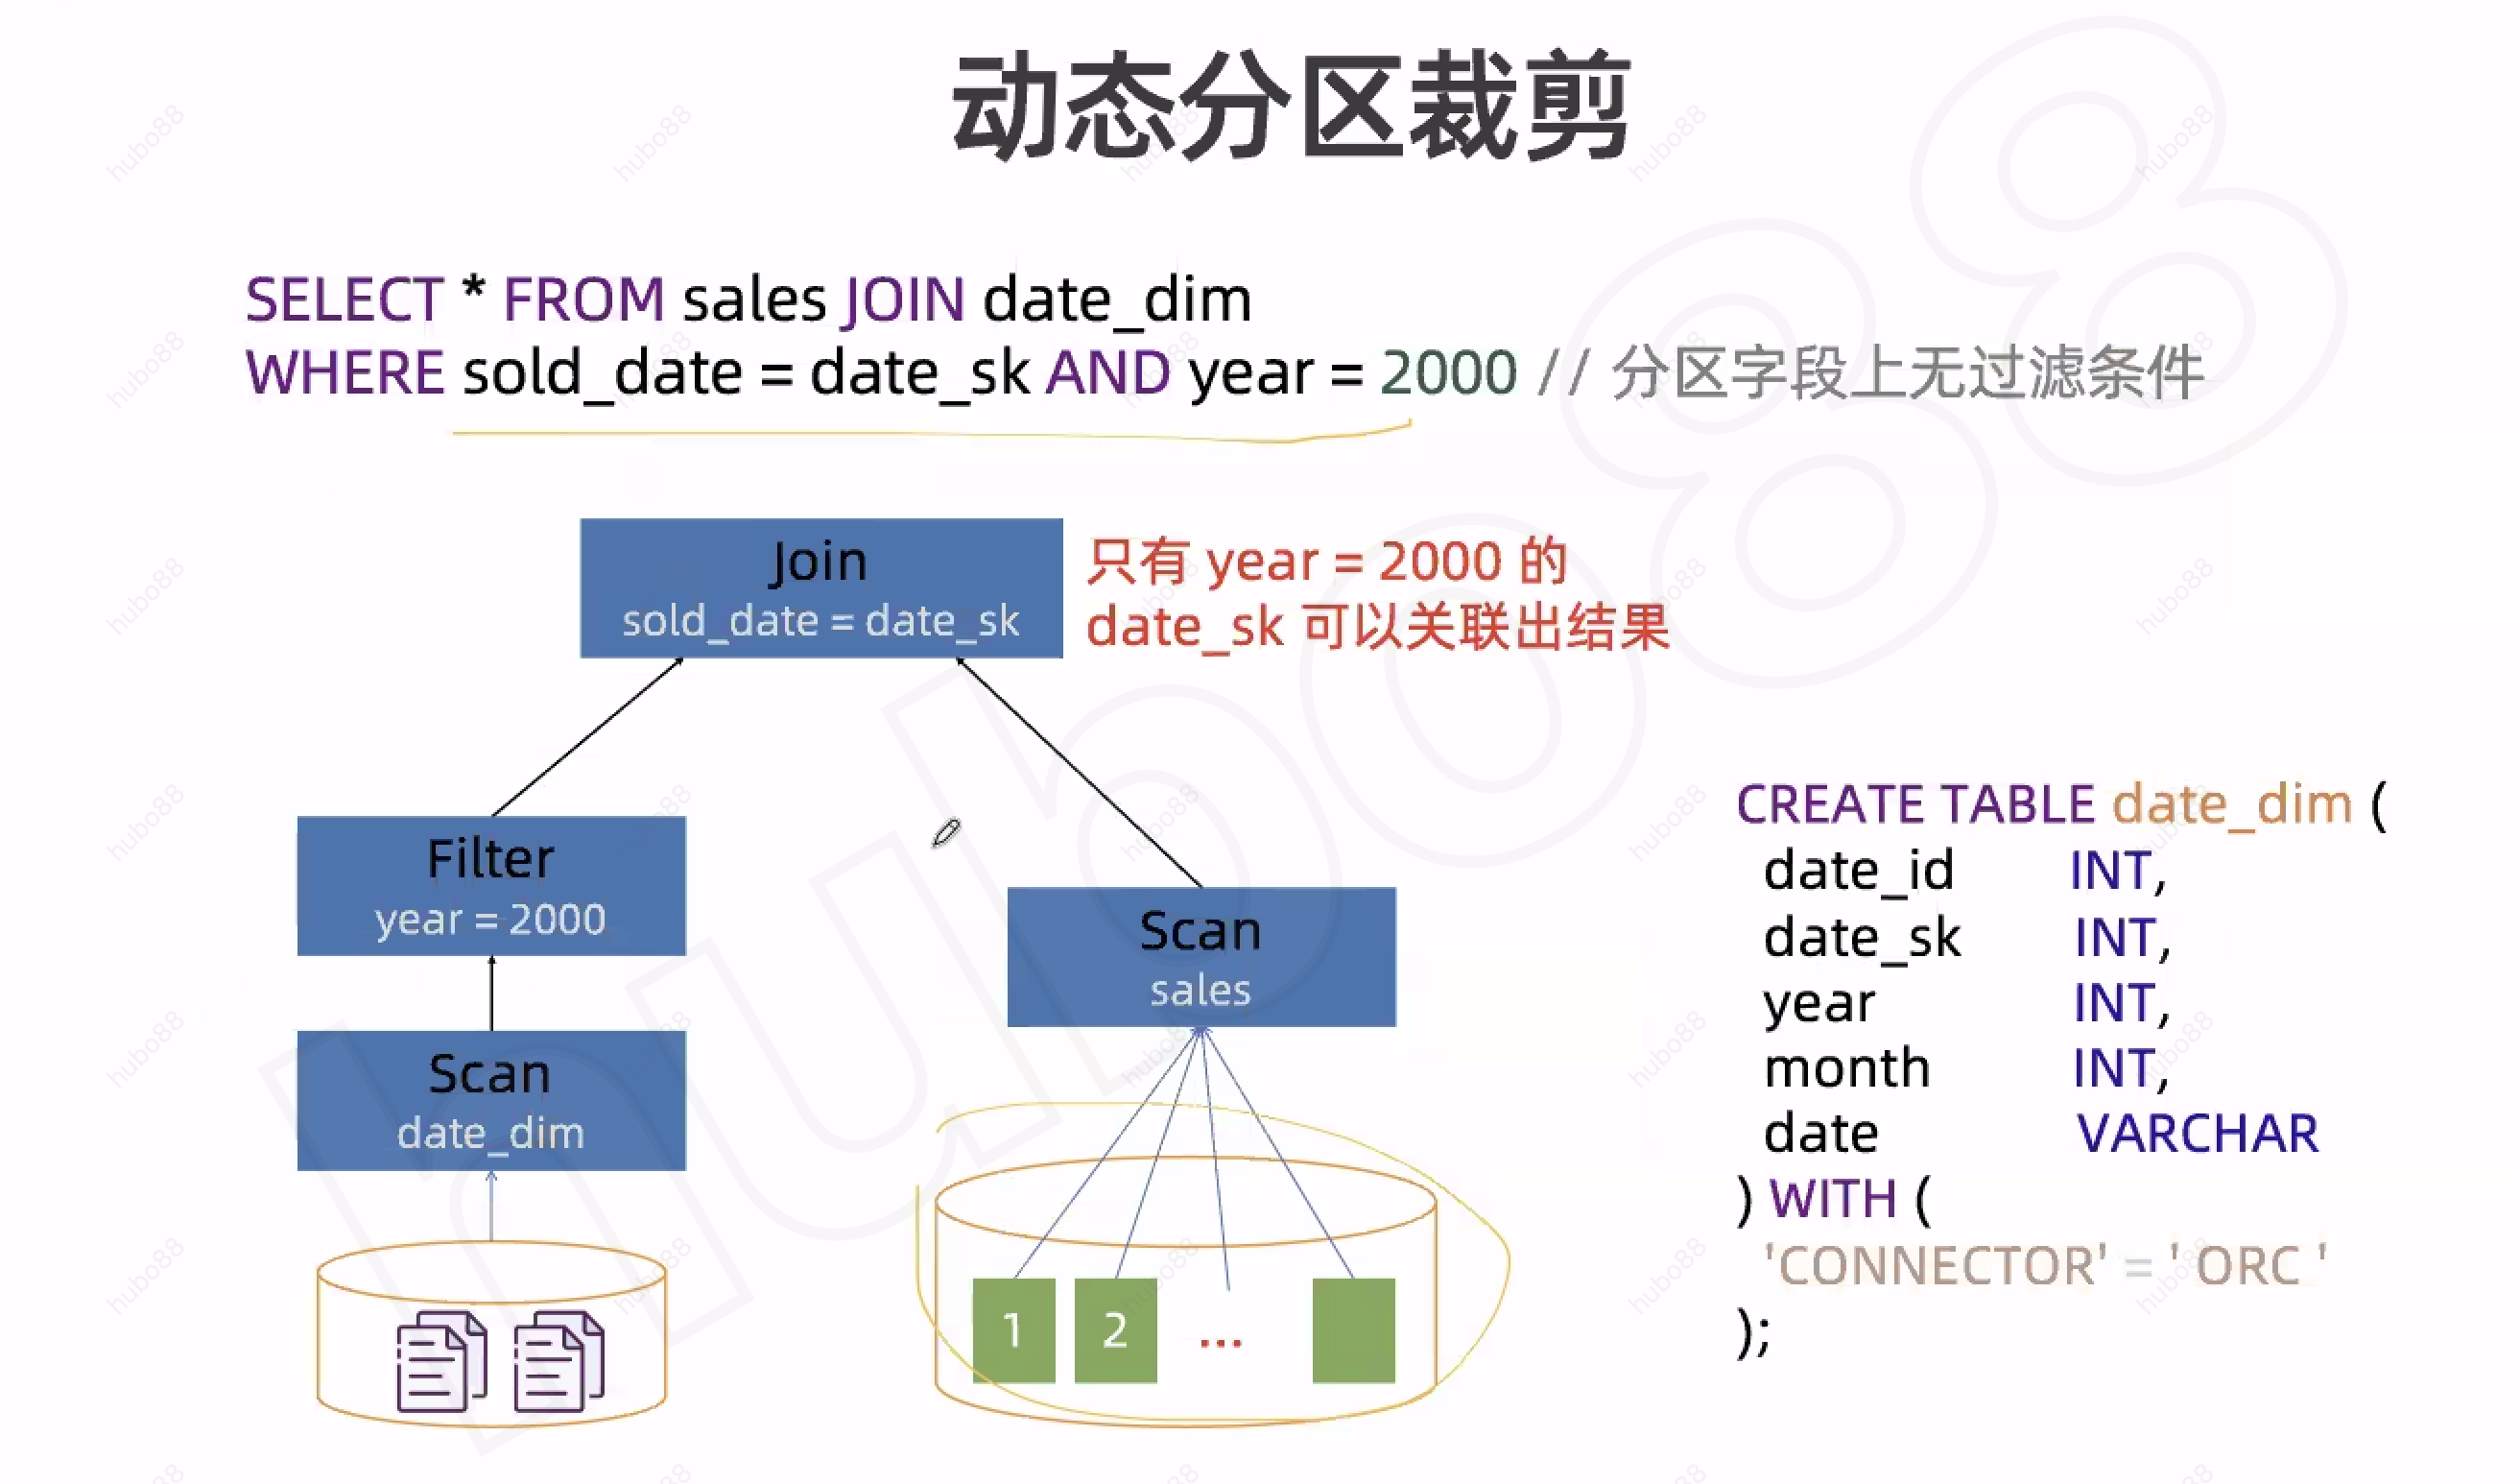 动态分区裁剪
SELECT * FROM sales JOIN date_dim
WHERE sold_date = date_sk AND year = 2000 // 分区字段上无过滤条件
Join
sold_date = date_sk
只有 year = 2000 的
date_sk 可以关联出结果
Filter
year = 2000
Scan
date_dim
Scan
sales
1
2
...
CREATE TABLE date_dim (
date_id INT,
date_sk INT,
year INT,
month INT,
date VARCHAR
) WITH (
'CONNECTOR' = ' ORC '
);
hubo88